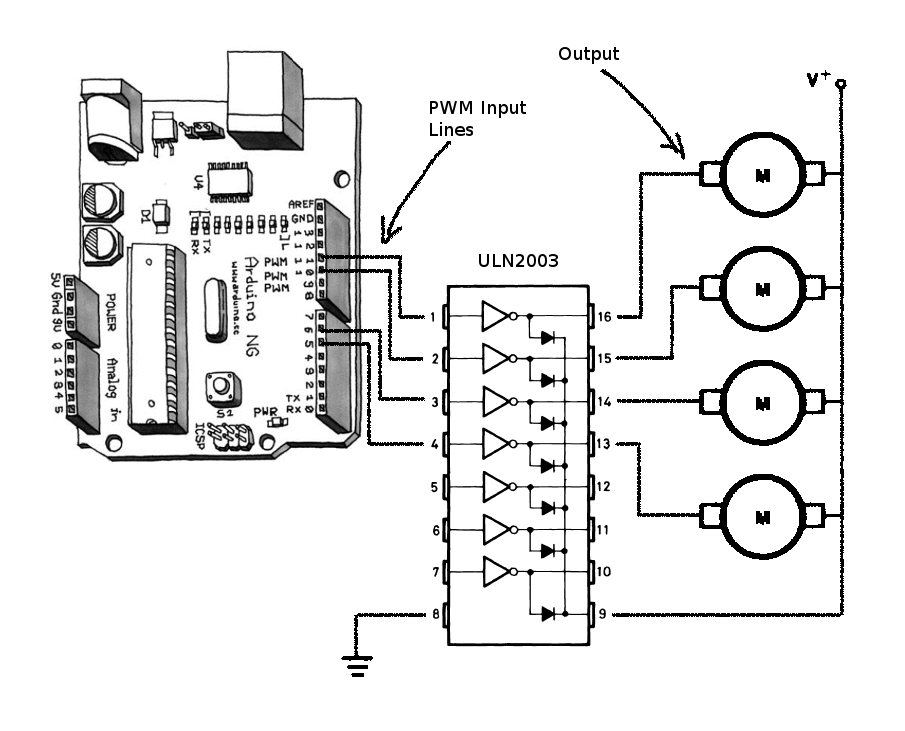 Output
V+
PWM Input
Lines
U4
AREF
GND
13
12
11
10
9
8
PWM
PWM
PWM
L
D1
RX
TX
Arduino NG
www.arduino.cc
5V
Gnd
9V
POWER
0
1
2
3
4
5
Analog in
7
6
5
4
3
2
TX 1
RX 0
S2
PWR
ICSP
ULN2003
1
2
3
4
5
6
7
8
16
15
14
13
12
11
10
9
M
M
M
M